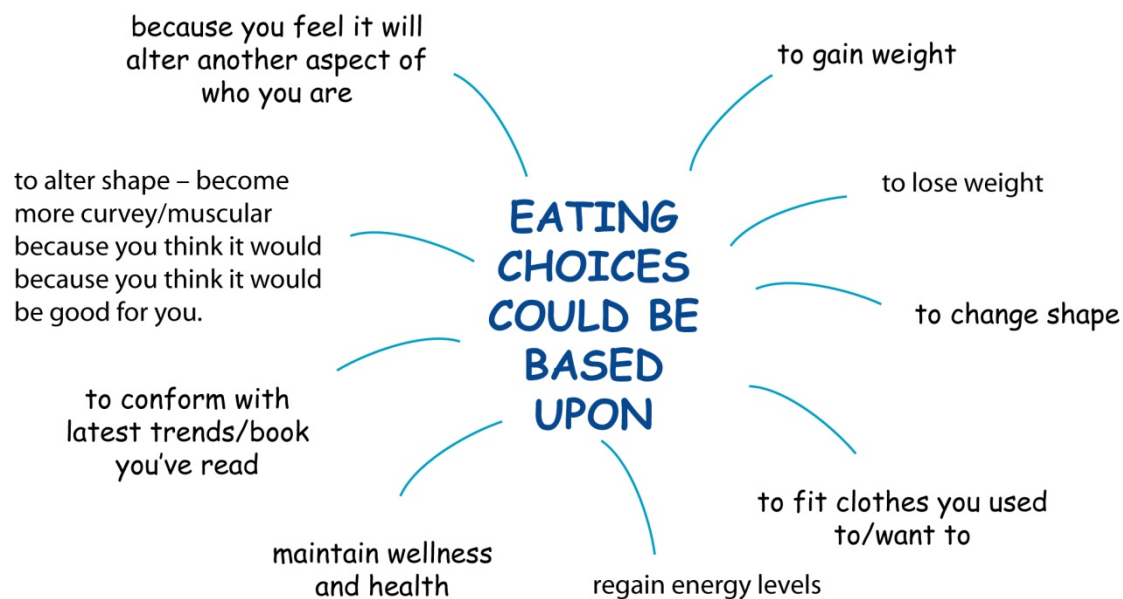 because you feel it will
alter another aspect of
who you are
to gain weight
to alter shape – become
more curvey/muscular
because you think it would
because you think it would
be good for you.
to lose weight
EATING
CHOICES
COULD BE
BASED
UPON
to change shape
to conform with
latest trends/book
you've read
to fit clothes you used
to/want to
maintain wellness
and health
regain energy levels